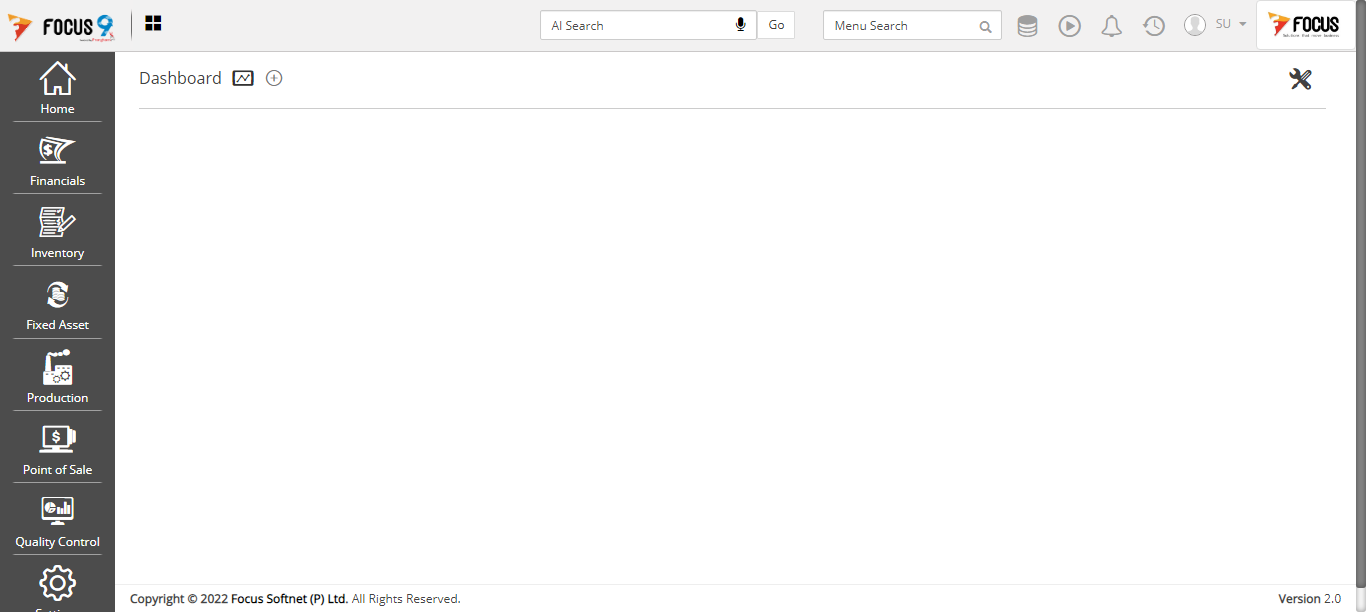 FOCUS 9
AI Search
Go
Menu Search
SU
FOCUS
Dashboard
Home
Financials
Inventory
Fixed Asset
Production
Point of Sale
Quality Control
Copyright © 2022 Focus Softnet (P) Ltd. All Rights Reserved.
Version 2.0